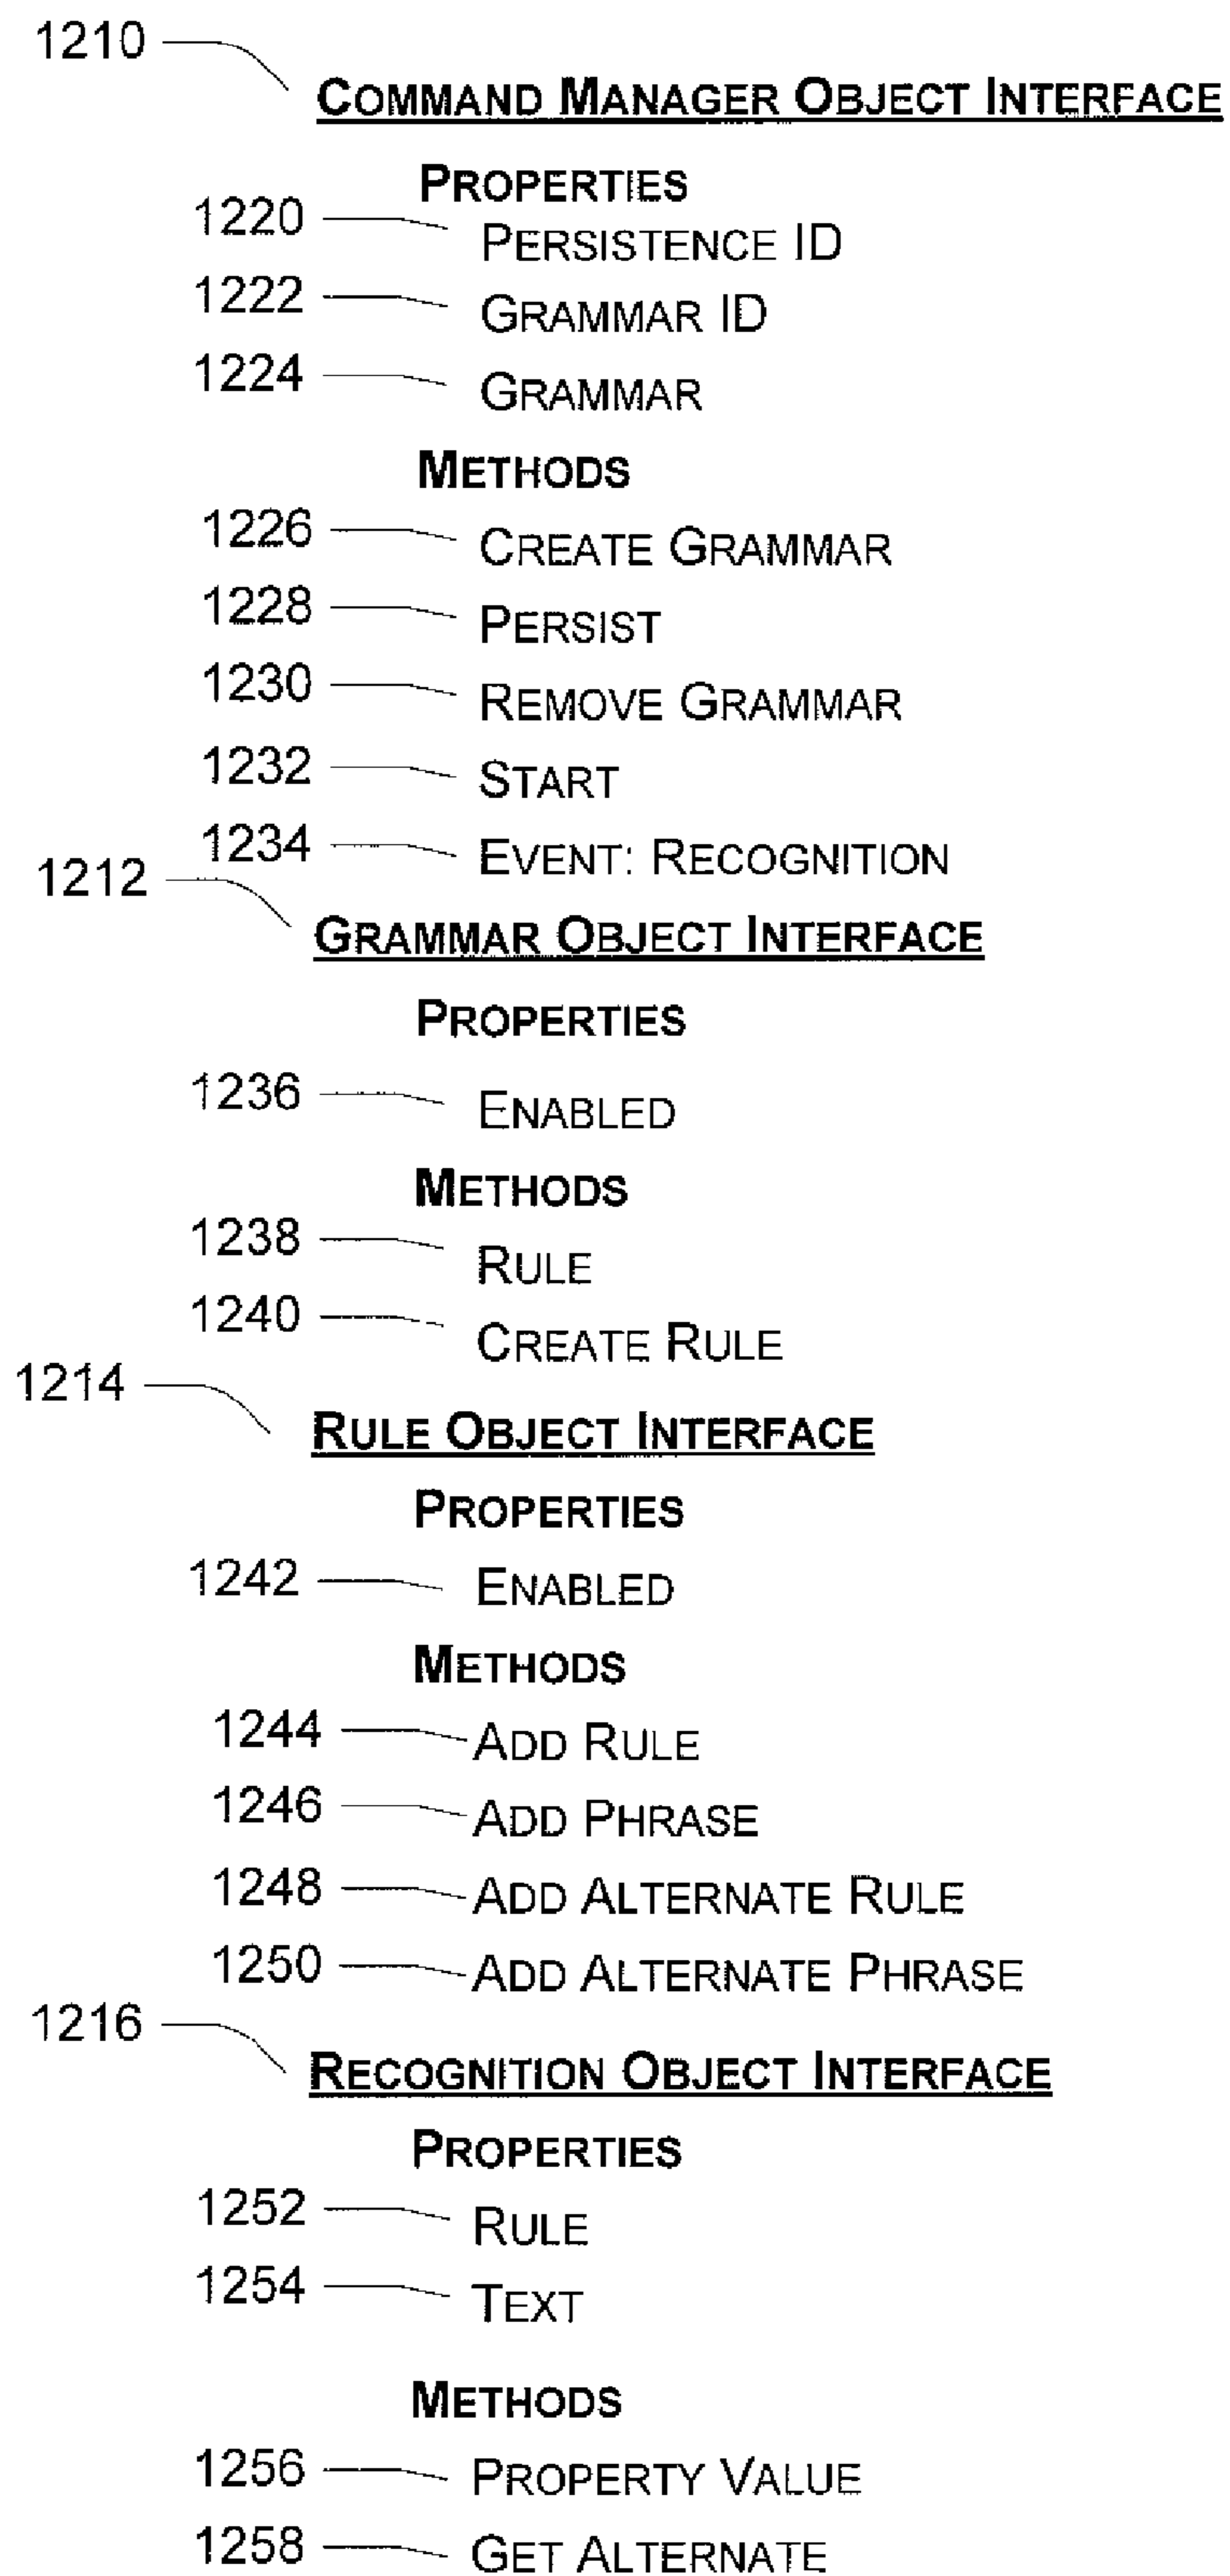 1210
COMMAND MANAGER OBJECT INTERFACE
PROPERTIES
1220 PERSISTENCE ID
1222 GRAMMAR ID
1224 GRAMMAR
METHODS
1226 CREATE GRAMMAR
1228 PERSIST
1230 REMOVE GRAMMAR
1232 START
1234 EVENT: RECOGNITION
1212
GRAMMAR OBJECT INTERFACE
PROPERTIES
1236 ENABLED
METHODS
1238 RULE
1240 CREATE RULE
1214
RULE OBJECT INTERFACE
PROPERTIES
1242 ENABLED
METHODS
1244 ADD RULE
1246 ADD PHRASE
1248 ADD ALTERNATE RULE
1250 ADD ALTERNATE PHRASE
1216
RECOGNITION OBJECT INTERFACE
PROPERTIES
1252 RULE
1254 TEXT
METHODS
1256 PROPERTY VALUE
1258 GET ALTERNATE